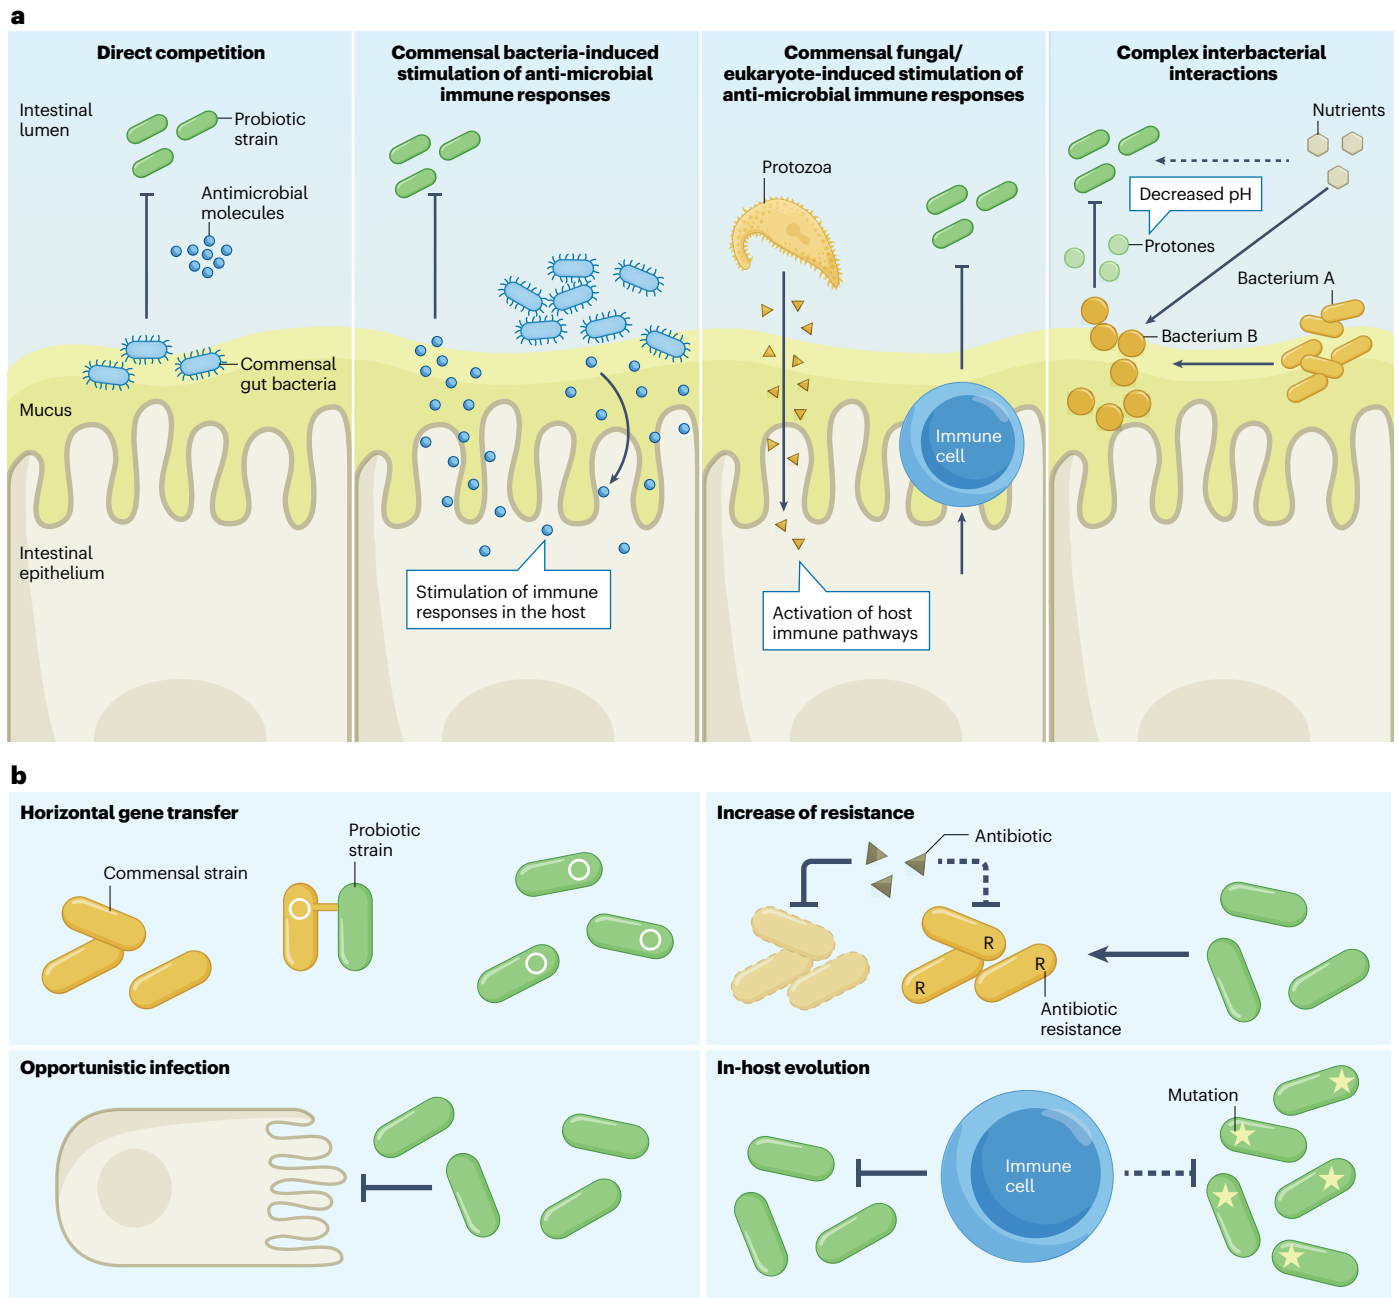 a
Direct competition
Intestinal
lumen
Probiotic
strain
Antimicrobial
molecules
Commensal
gut bacteria
Mucus
Intestinal
epithelium
Commensal bacteria-induced
stimulation of anti-microbial
immune responses
Stimulation of immune
responses in the host
Commensal fungal/
eukaryote-induced stimulation of
anti-microbial immune responses
Protozoa
Immune
cell
Activation of host
immune pathways
Complex interbacterial
interactions
Nutrients
Decreased pH
Protones
Bacterium A
Bacterium B
b
Horizontal gene transfer
Commensal strain
Probiotic
strain
Increase of resistance
Antibiotic
R
R
R
Antibiotic
resistance
Opportunistic infection
In-host evolution
Immune
cell
Mutation